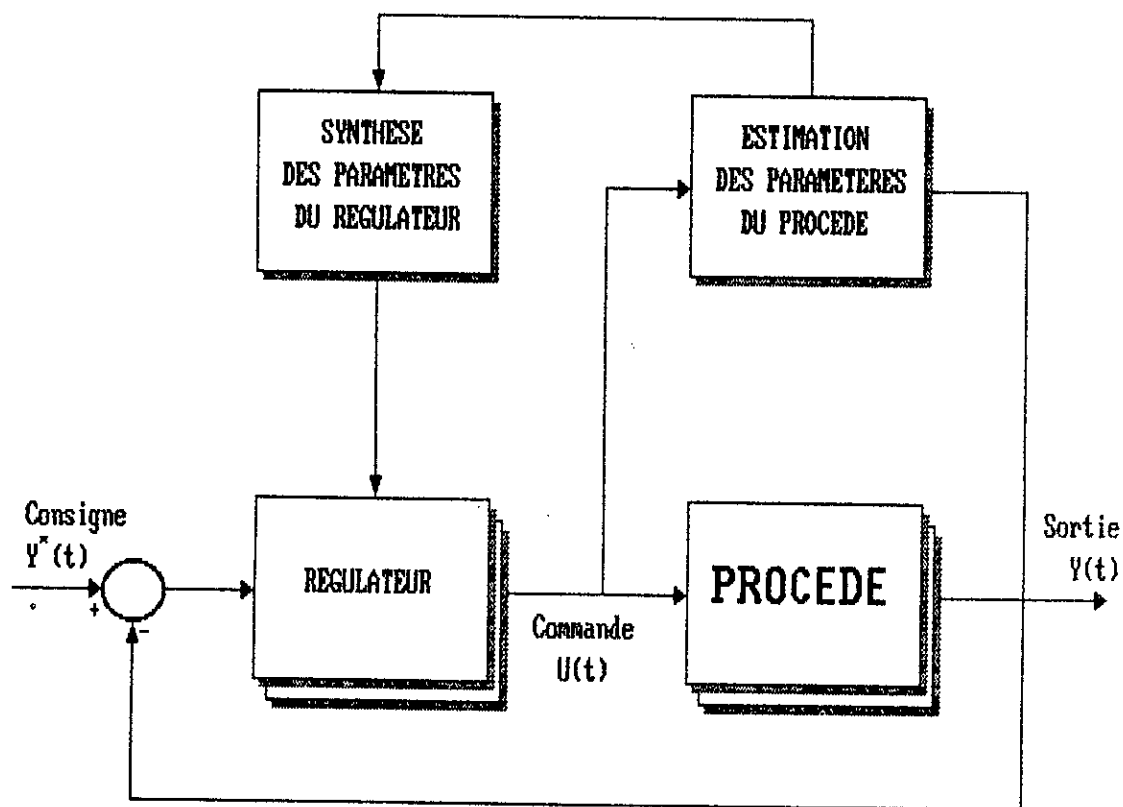 SYNTHESE
DES PARAMETRES
DU REGULATEUR
ESTIMATION
DES PARAMETERES
DU PROCEDE
Consigne
Y*(t)
+
-
REGULATEUR
Commande
U(t)
PROCEDE
Sortie
Y(t)